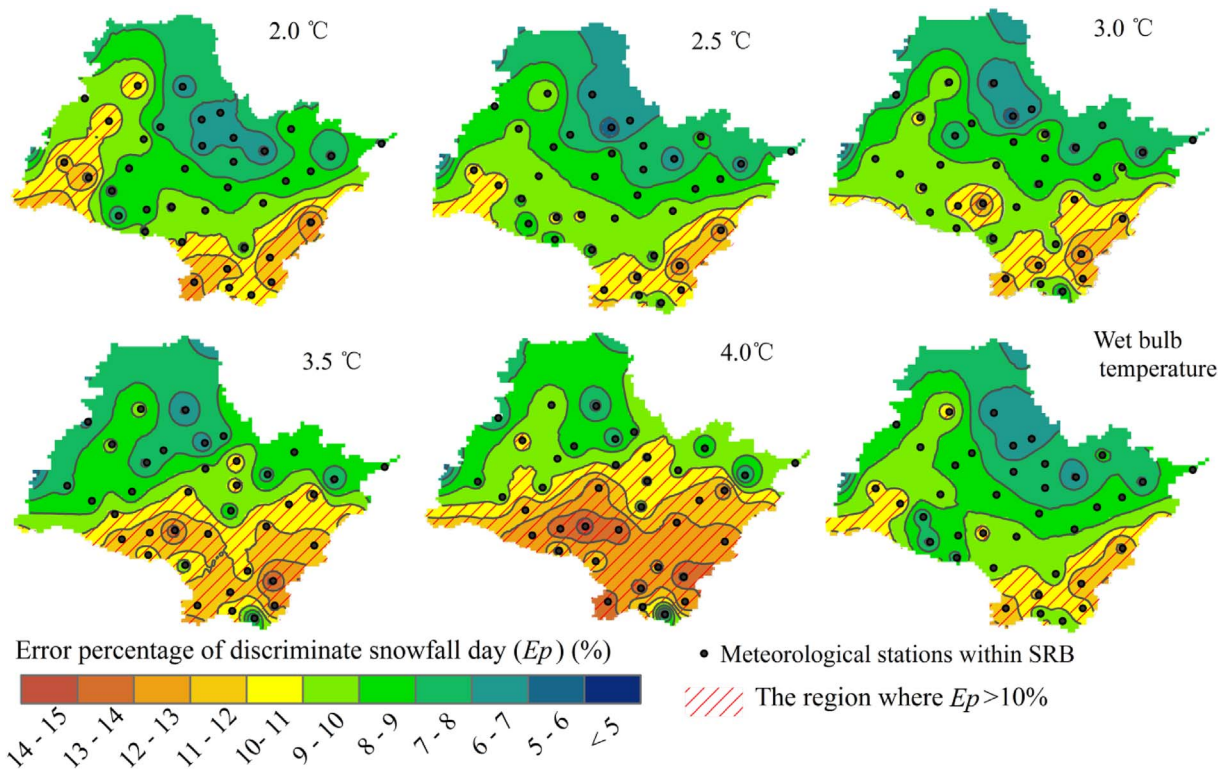 2.0 ℃
2.5 ℃
3.0 ℃
3.5 ℃
4.0℃
Wet bulb
temperature
Error percentage of discriminate snowfall day (Ep) (%)
14 - 15
13 - 14
12 - 13
11 - 12
10- 11
9 - 10
8 - 9
7 - 8
6 - 7
5 - 6
< 5
Meteorological stations within SRB
The region where Ep >10%